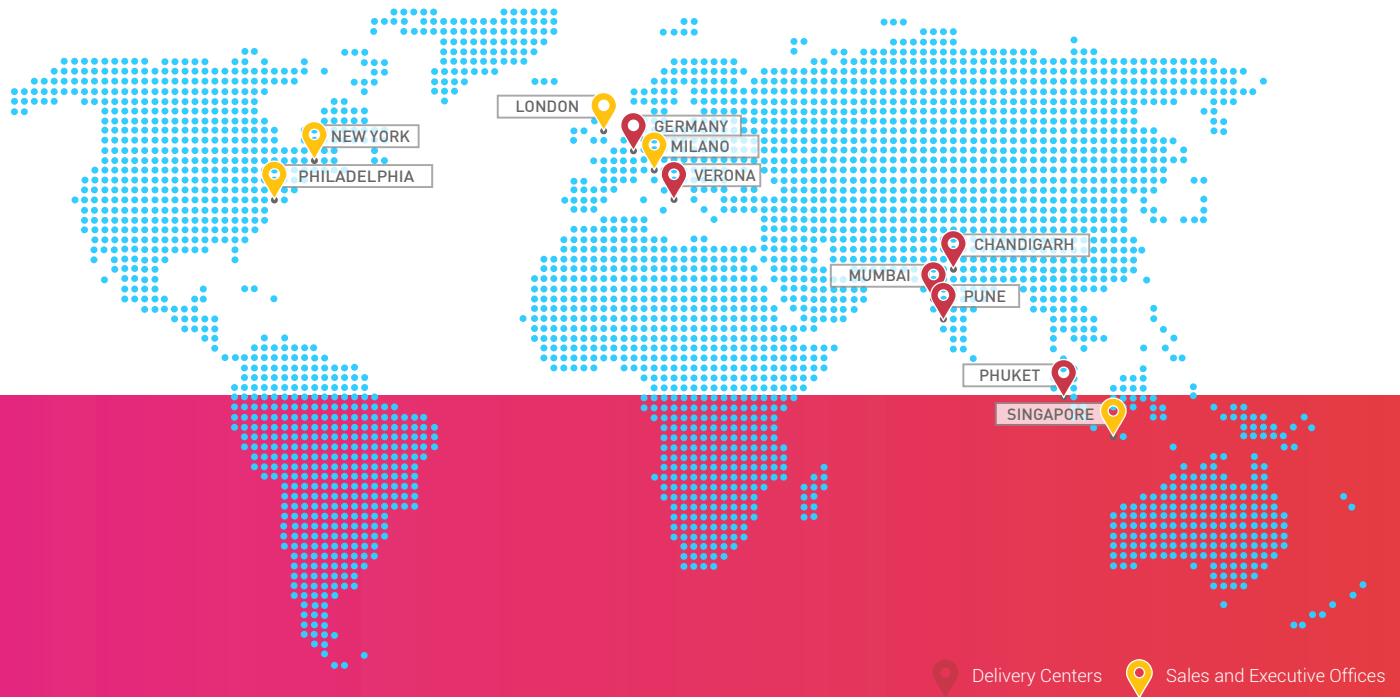 LONDON
GERMANY
NEW YORK
MILANO
PHILADELPHIA
VERONA
CHANDIGARH
MUMBAI
PUNE
PHUKET
SINGAPORE
Delivery Centers
Sales and Executive Offices